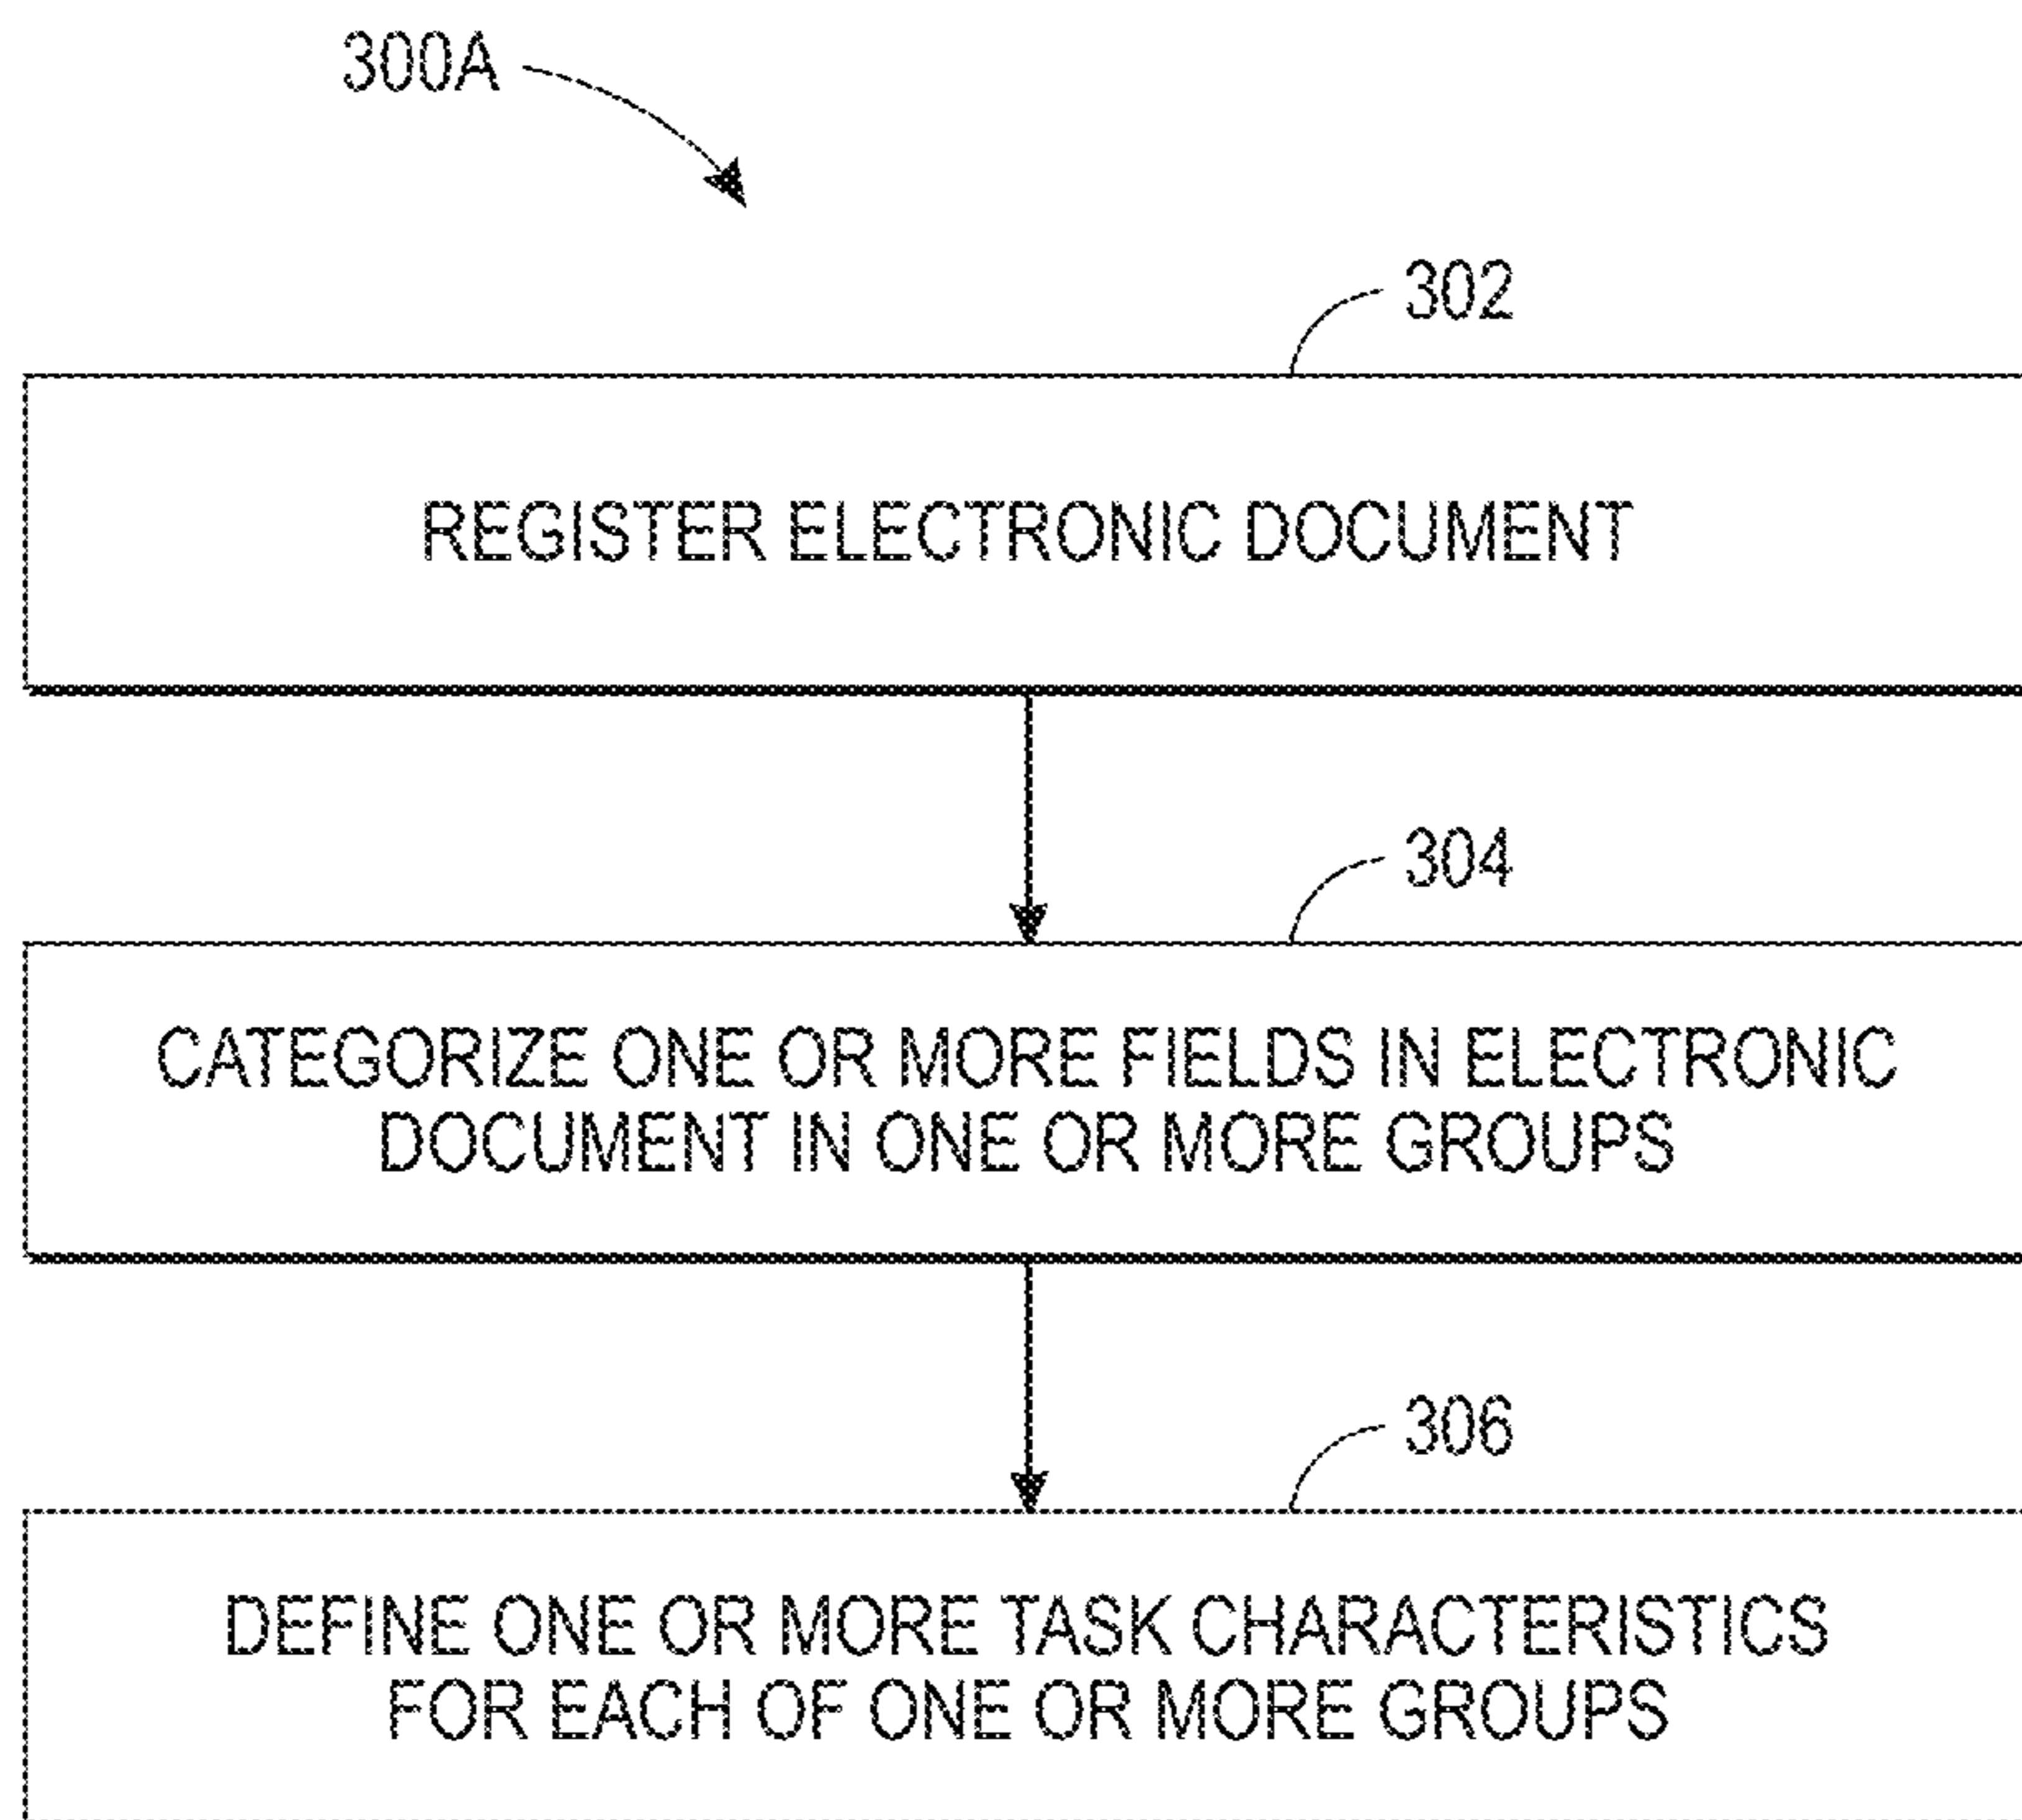 300A
302
REGISTER ELECTRONIC DOCUMENT
304
CATEGORIZE ONE OR MORE FIELDS IN ELECTRONIC
DOCUMENT IN ONE OR MORE GROUPS
306
DEFINE ONE OR MORE TASK CHARACTERISTICS
FOR EACH OF ONE OR MORE GROUPS